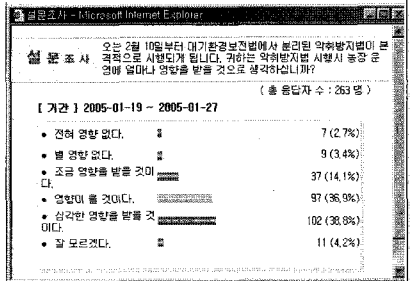 설문조사 - Microsoft Internet Explorer
설문조사
오는 2월 10일부터 대기환경보전법에서 분리된 악취방지법이 본
격적으로 시행되게 됩니다. 귀하는 악취방지법 시행시 농장 운
영에 얼마나 영향을 받을 것으로 생각하십니까?
( 총 응답자 수 : 263 명 )
[ 기간 ] 2005-01-19 ~ 2005-01-27
• 전혀 영향 없다. 7 (2,7%)
• 별 영향 없다. 9 (3,4%)
• 조금 영향을 받을 것이
다. 37 (14,1%)
• 영향이 올 것이다. 97 (36,9%)
• 심각한 영향을 받을 것
이다. 102 (38,8%)
• 잘 모르겠다. 11 (4,2%)